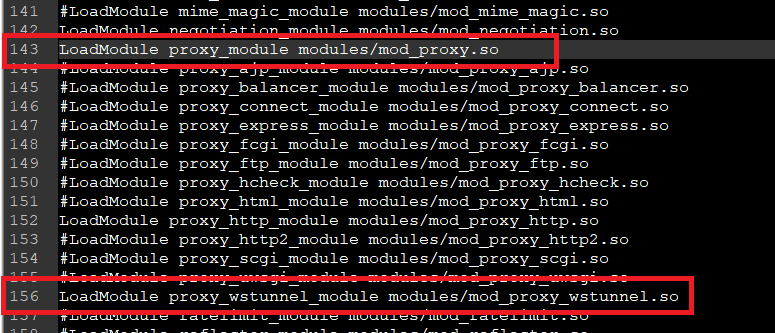 141 #LoadModule mime_magic_module modules/mod_mime_magic.so
142 LoadModule negotiation_module modules/mod_negotiation.so
143 LoadModule proxy_module modules/mod_proxy.so
144 #LoadModule proxy_ajp_module modules/mod_proxy_ajp.so
145 #LoadModule proxy_balancer_module modules/mod_proxy_balancer.so
146 #LoadModule proxy_connect_module modules/mod_proxy_connect.so
147 #LoadModule proxy_express_module modules/mod_proxy_express.so
148 #LoadModule proxy_fcgi_module modules/mod_proxy_fcgi.so
149 #LoadModule proxy_ftp_module modules/mod_proxy_ftp.so
150 #LoadModule proxy_hcheck_module modules/mod_proxy_hcheck.so
151 #LoadModule proxy_html_module modules/mod_proxy_html.so
152 LoadModule proxy_http_module modules/mod_proxy_http.so
153 #LoadModule proxy_http2_module modules/mod_proxy_http2.so
154 #LoadModule proxy_scgi_module modules/mod_proxy_scgi.so
155 #LoadModule proxy_uwsgi_module modules/mod_proxy_uwsgi.so
156 LoadModule proxy_wstunnel_module modules/mod_proxy_wstunnel.so
157 #LoadModule ratelimit_module modules/mod_ratelimit.so
158 #LoadModule reflector_module modules/mod_reflector.so